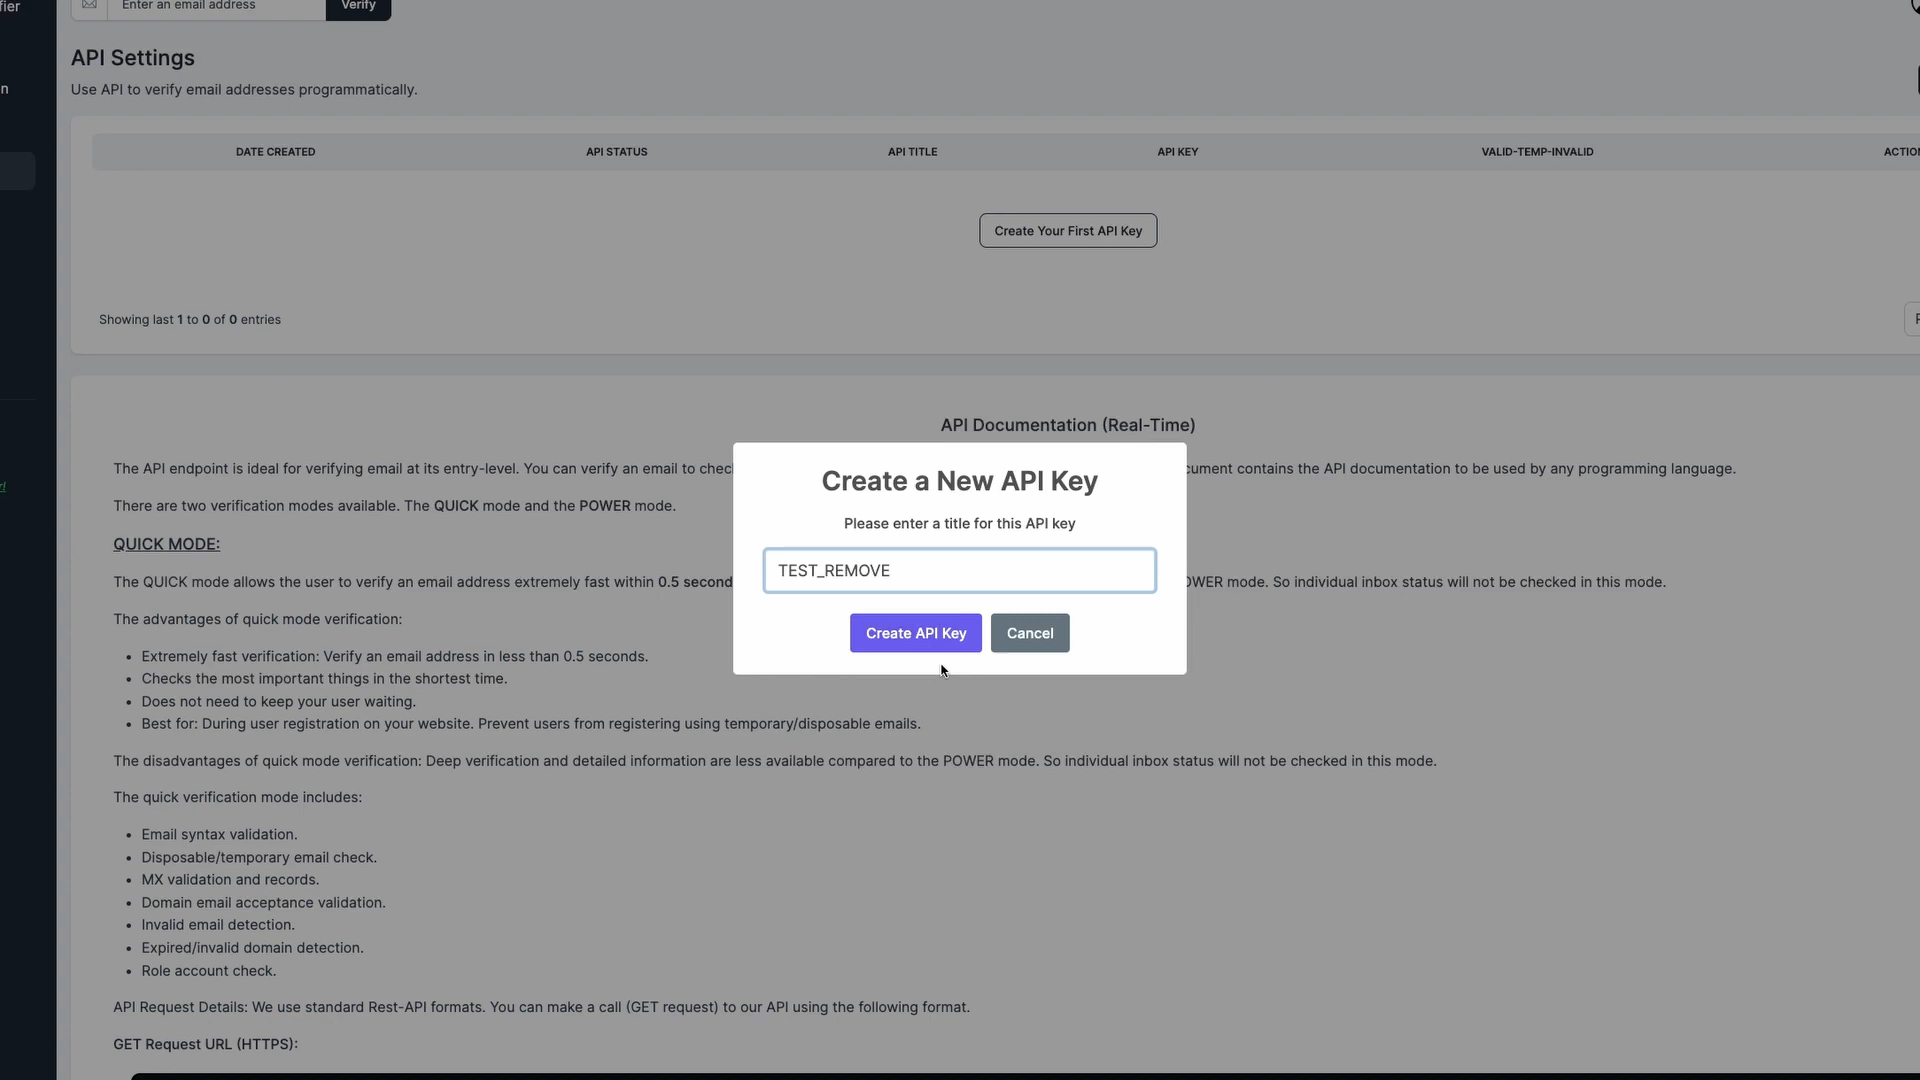 fier
Enter an email address
Verify
API Settings
n
Use API to verify email addresses programmatically.
DATE CREATED API STATUS API TITLE API KEY VALID-TEMP-INVALID
Create Your First API Key
Showing last 1 to 0 of 0 entries
API Documentation (Real-Time)
The API endpoint is ideal for verifying email at its entry-level. You can verify an email to
cument contains the API documentation to be used by any programming language.
There are two verification modes available. The QUICK mode and the POWER mode.
QUICK MODE:
The QUICK mode allows the user to verify an email address extremely fast within 0.5 second
POWER mode. So individual inbox status will not be checked in this mode.
Create a New API Key
Please enter a title for this API key
TEST_REMOVE
Create API Key Cancel
The advantages of quick mode verification:
• Extremely fast verification: Verify an email address in less than 0.5 seconds.
• Checks the most important things in the shortest time.
• Does not need to keep your user waiting.
• Best for: During user registration on your website. Prevent users from registering using temporary/disposable emails.
The disadvantages of quick mode verification: Deep verification and detailed information are less available compared to the POWER mode. So individual inbox status will not be checked in this mode.
The quick verification mode includes:
• Email syntax validation.
• Disposable/temporary email check.
• MX validation and records.
• Domain email acceptance validation.
• Invalid email detection.
• Expired/invalid domain detection.
• Role account check.
API Request Details: We use standard Rest-API formats. You can make a call (GET request) to our API using the following format.
GET Request URL (HTTPS):